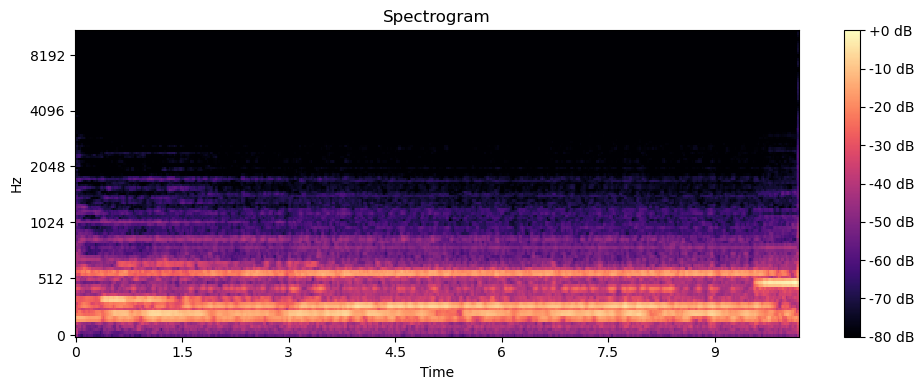 Spectrogram
Hz
8192
4096
2048
1024
512
0
0 1.5 3 4.5 6 7.5 9
Time
+0 dB
-10 dB
-20 dB
-30 dB
-40 dB
-50 dB
-60 dB
-70 dB
-80 dB